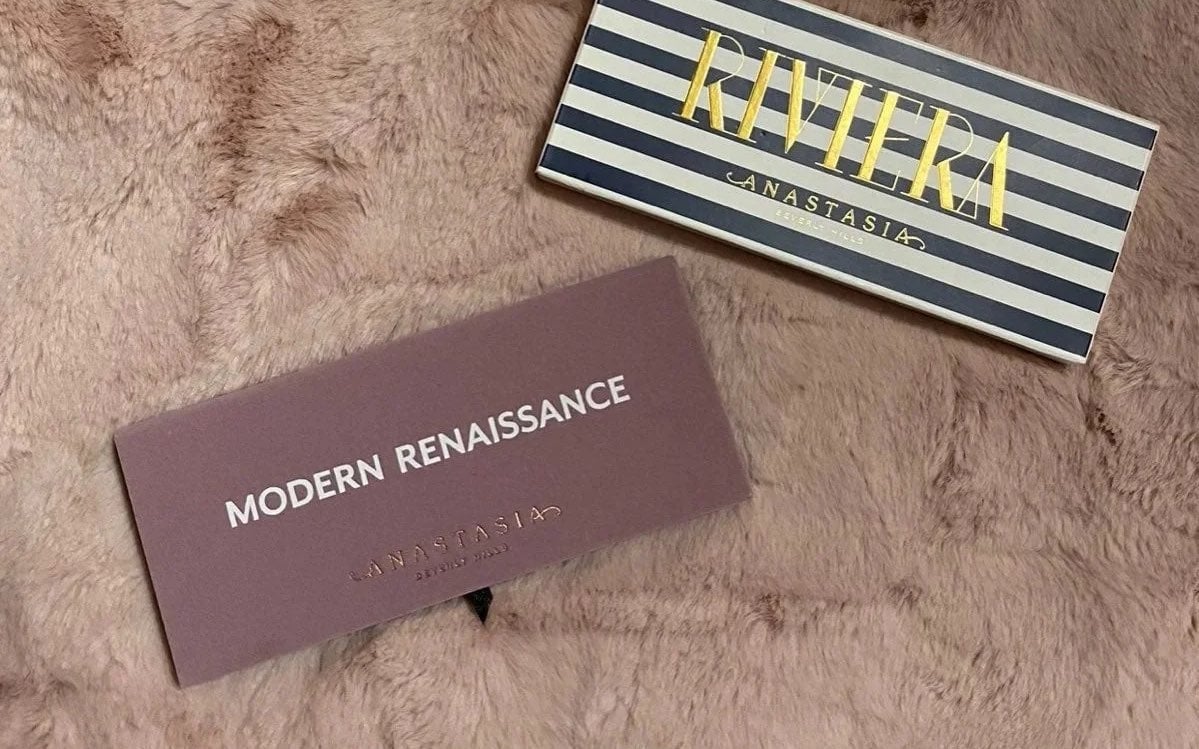 RIVIERA
ANASTASIA
BEVERLY HILLS
MODERN RENAISSANCE
ANASTASIA
BEVERLY HILLS